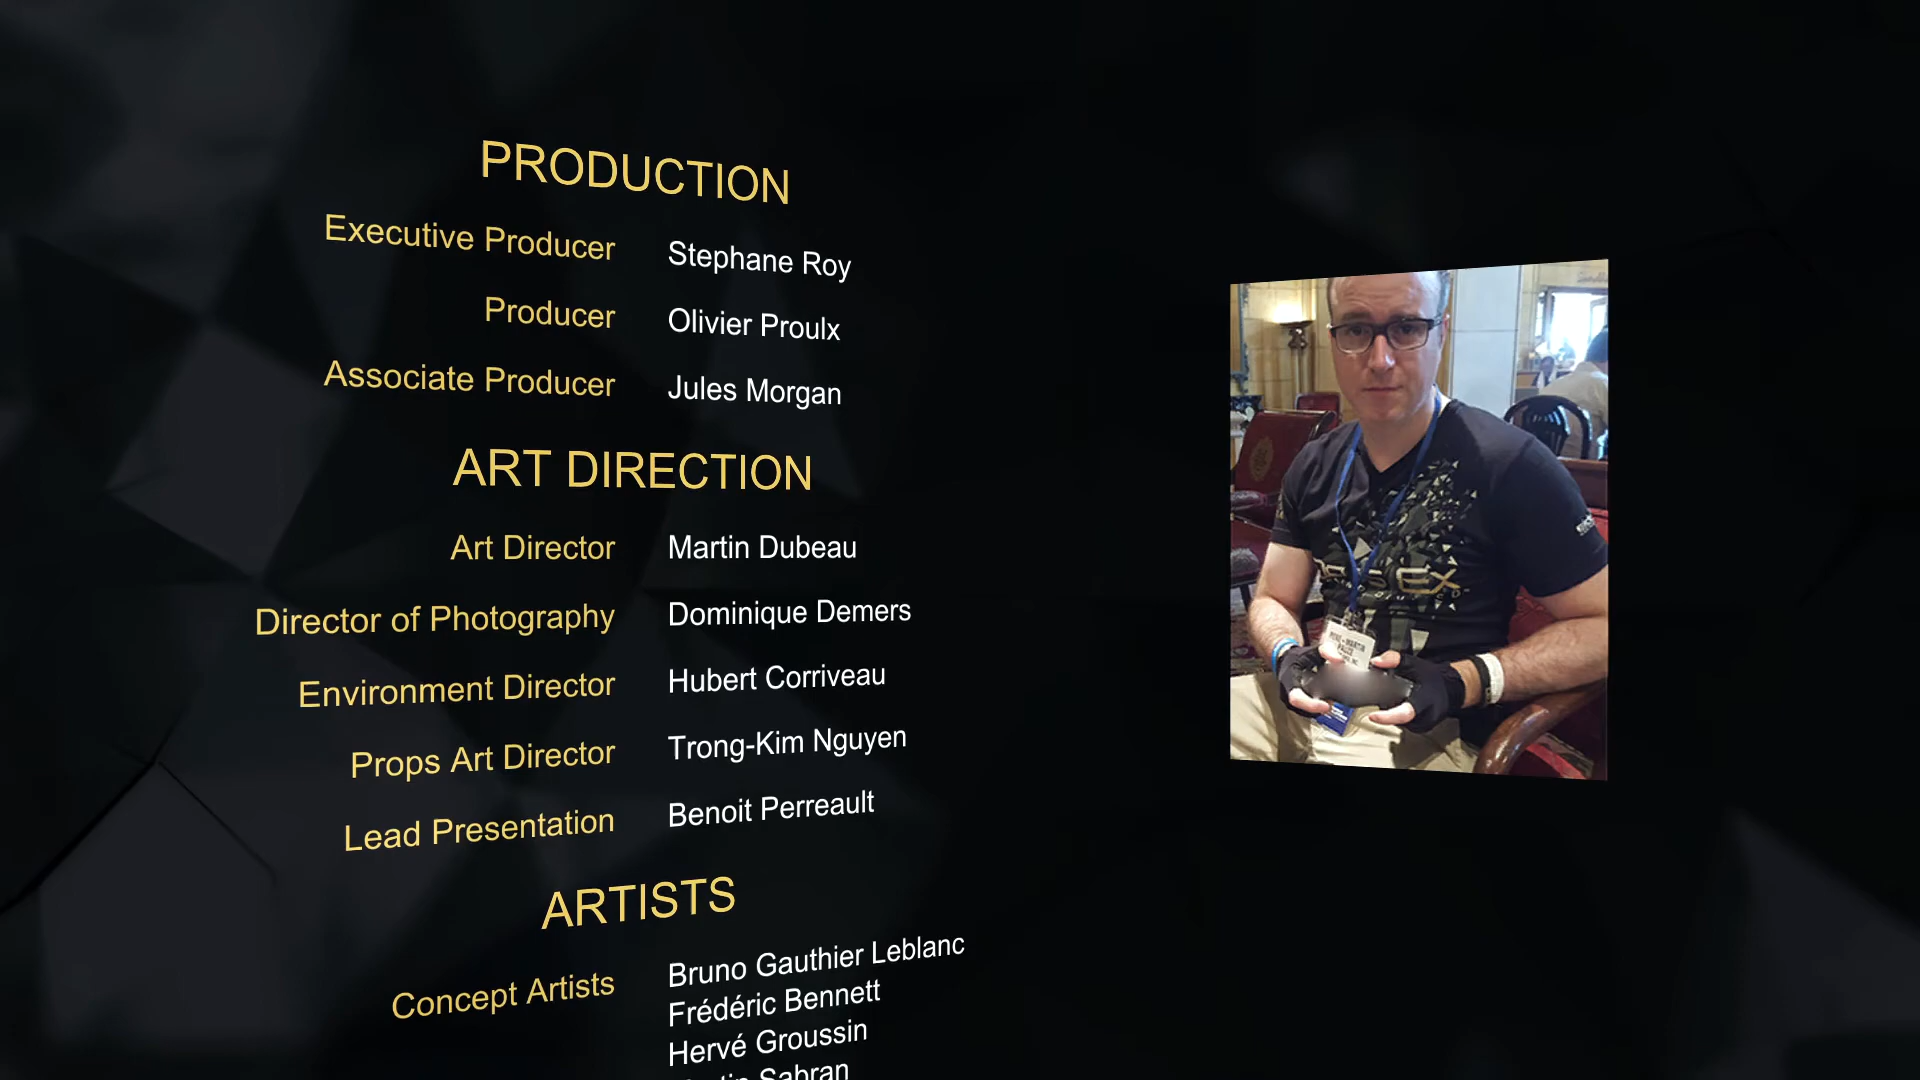 PRODUCTION
Executive Producer Stephane Roy
Producer Olivier Proulx
Associate Producer Jules Morgan
ART DIRECTION
Art Director Martin Dubeau
Director of Photography Dominique Demers
Environment Director Hubert Corriveau
Props Art Director Trong-Kim Nguyen
Lead Presentation Benoit Perreault
ARTISTS
Concept Artists Bruno Gauthier Leblanc
Frédéric Bennett
Hervé Groussin
Sabran
EX